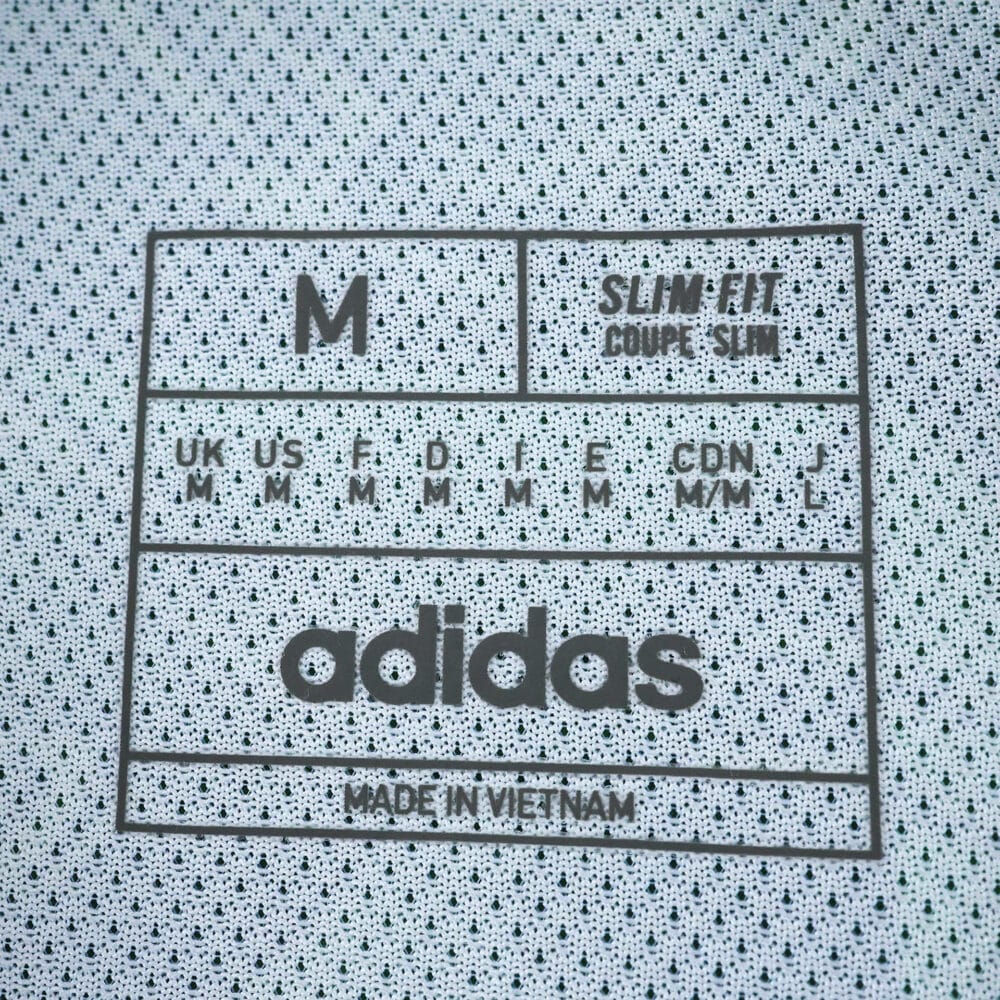 M
SLIM FIT
COUPE SLIM
UK US F D I E CDN J
M M M M M M M/M L
adidas
MADE IN VIETNAM